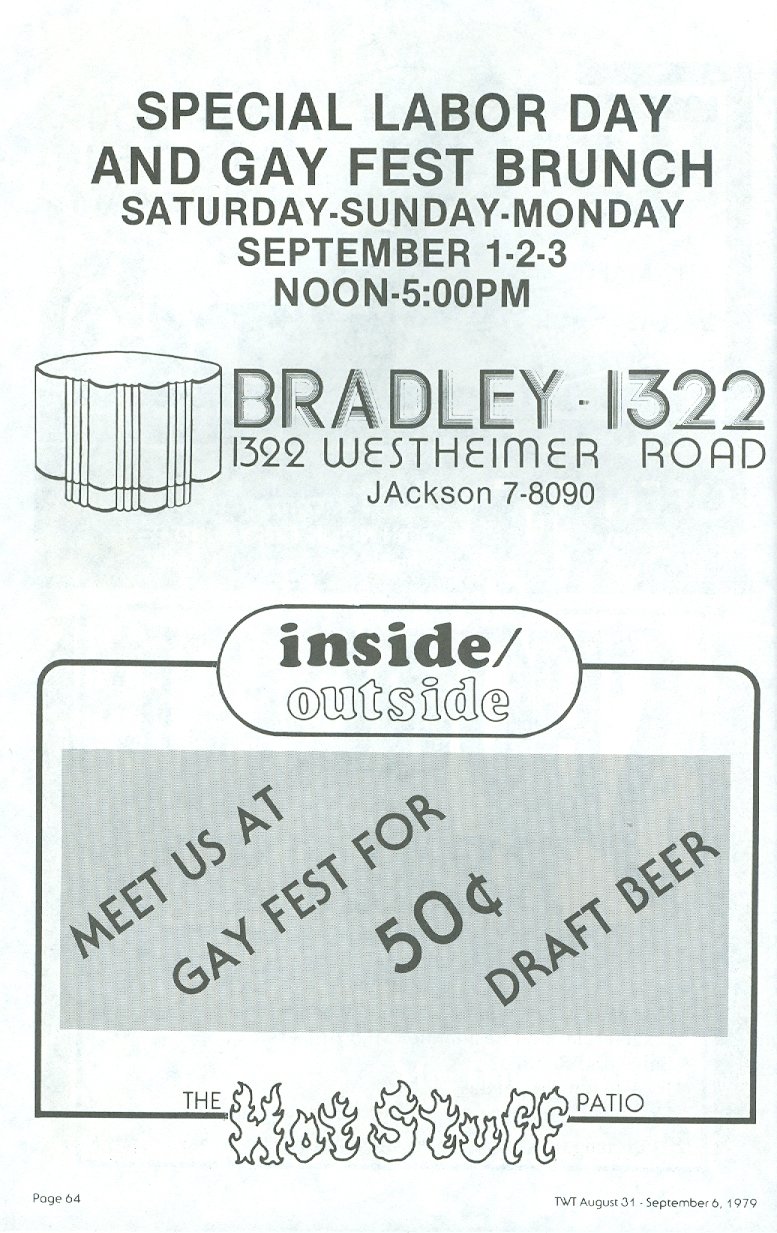 SPECIAL LABOR DAY
AND GAY FEST BRUNCH
SATURDAY-SUNDAY-MONDAY
SEPTEMBER 1-2-3
NOON-5:00PM
BRADLEY · 1322
1322 WESTHEIMER ROAD
JAckson 7-8090
inside/
outside
MEET US AT
GAY FEST FOR
50¢
DRAFT BEER
THE Hot Stuff PATIO
Page 64
TWT August 31 - September 6, 1979